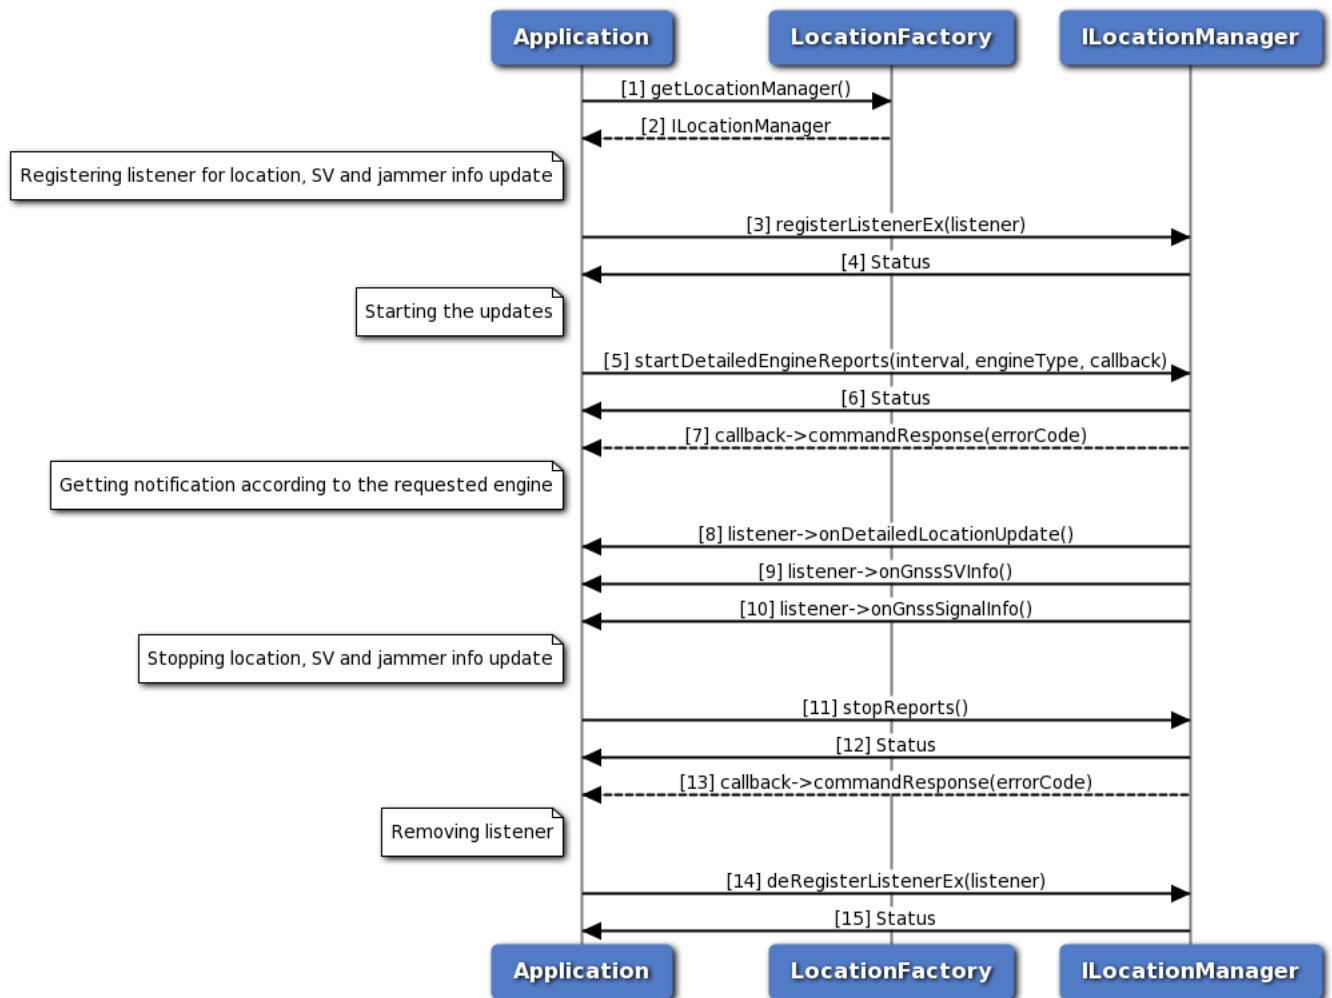 Application LocationFactory ILocationManager
[1] getLocationManager()
[2] ILocationManager
Registering listener for location, SV and jammer info update
[3] registerListenerEx(listener)
[4] Status
Starting the updates
[5] startDetailedEngineReports(interval, engineType, callback)
[6] Status
[7] callback->commandResponse(errorCode)
Getting notification according to the requested engine
[8] listener->onDetailedLocationUpdate()
[9] listener->onGnssSVInfo()
[10] listener->onGnssSignalInfo()
Stopping location, SV and jammer info update
[11] stopReports()
[12] Status
[13] callback->commandResponse(errorCode)
Removing listener
[14] deRegisterListenerEx(listener)
[15] Status
Application LocationFactory ILocationManager